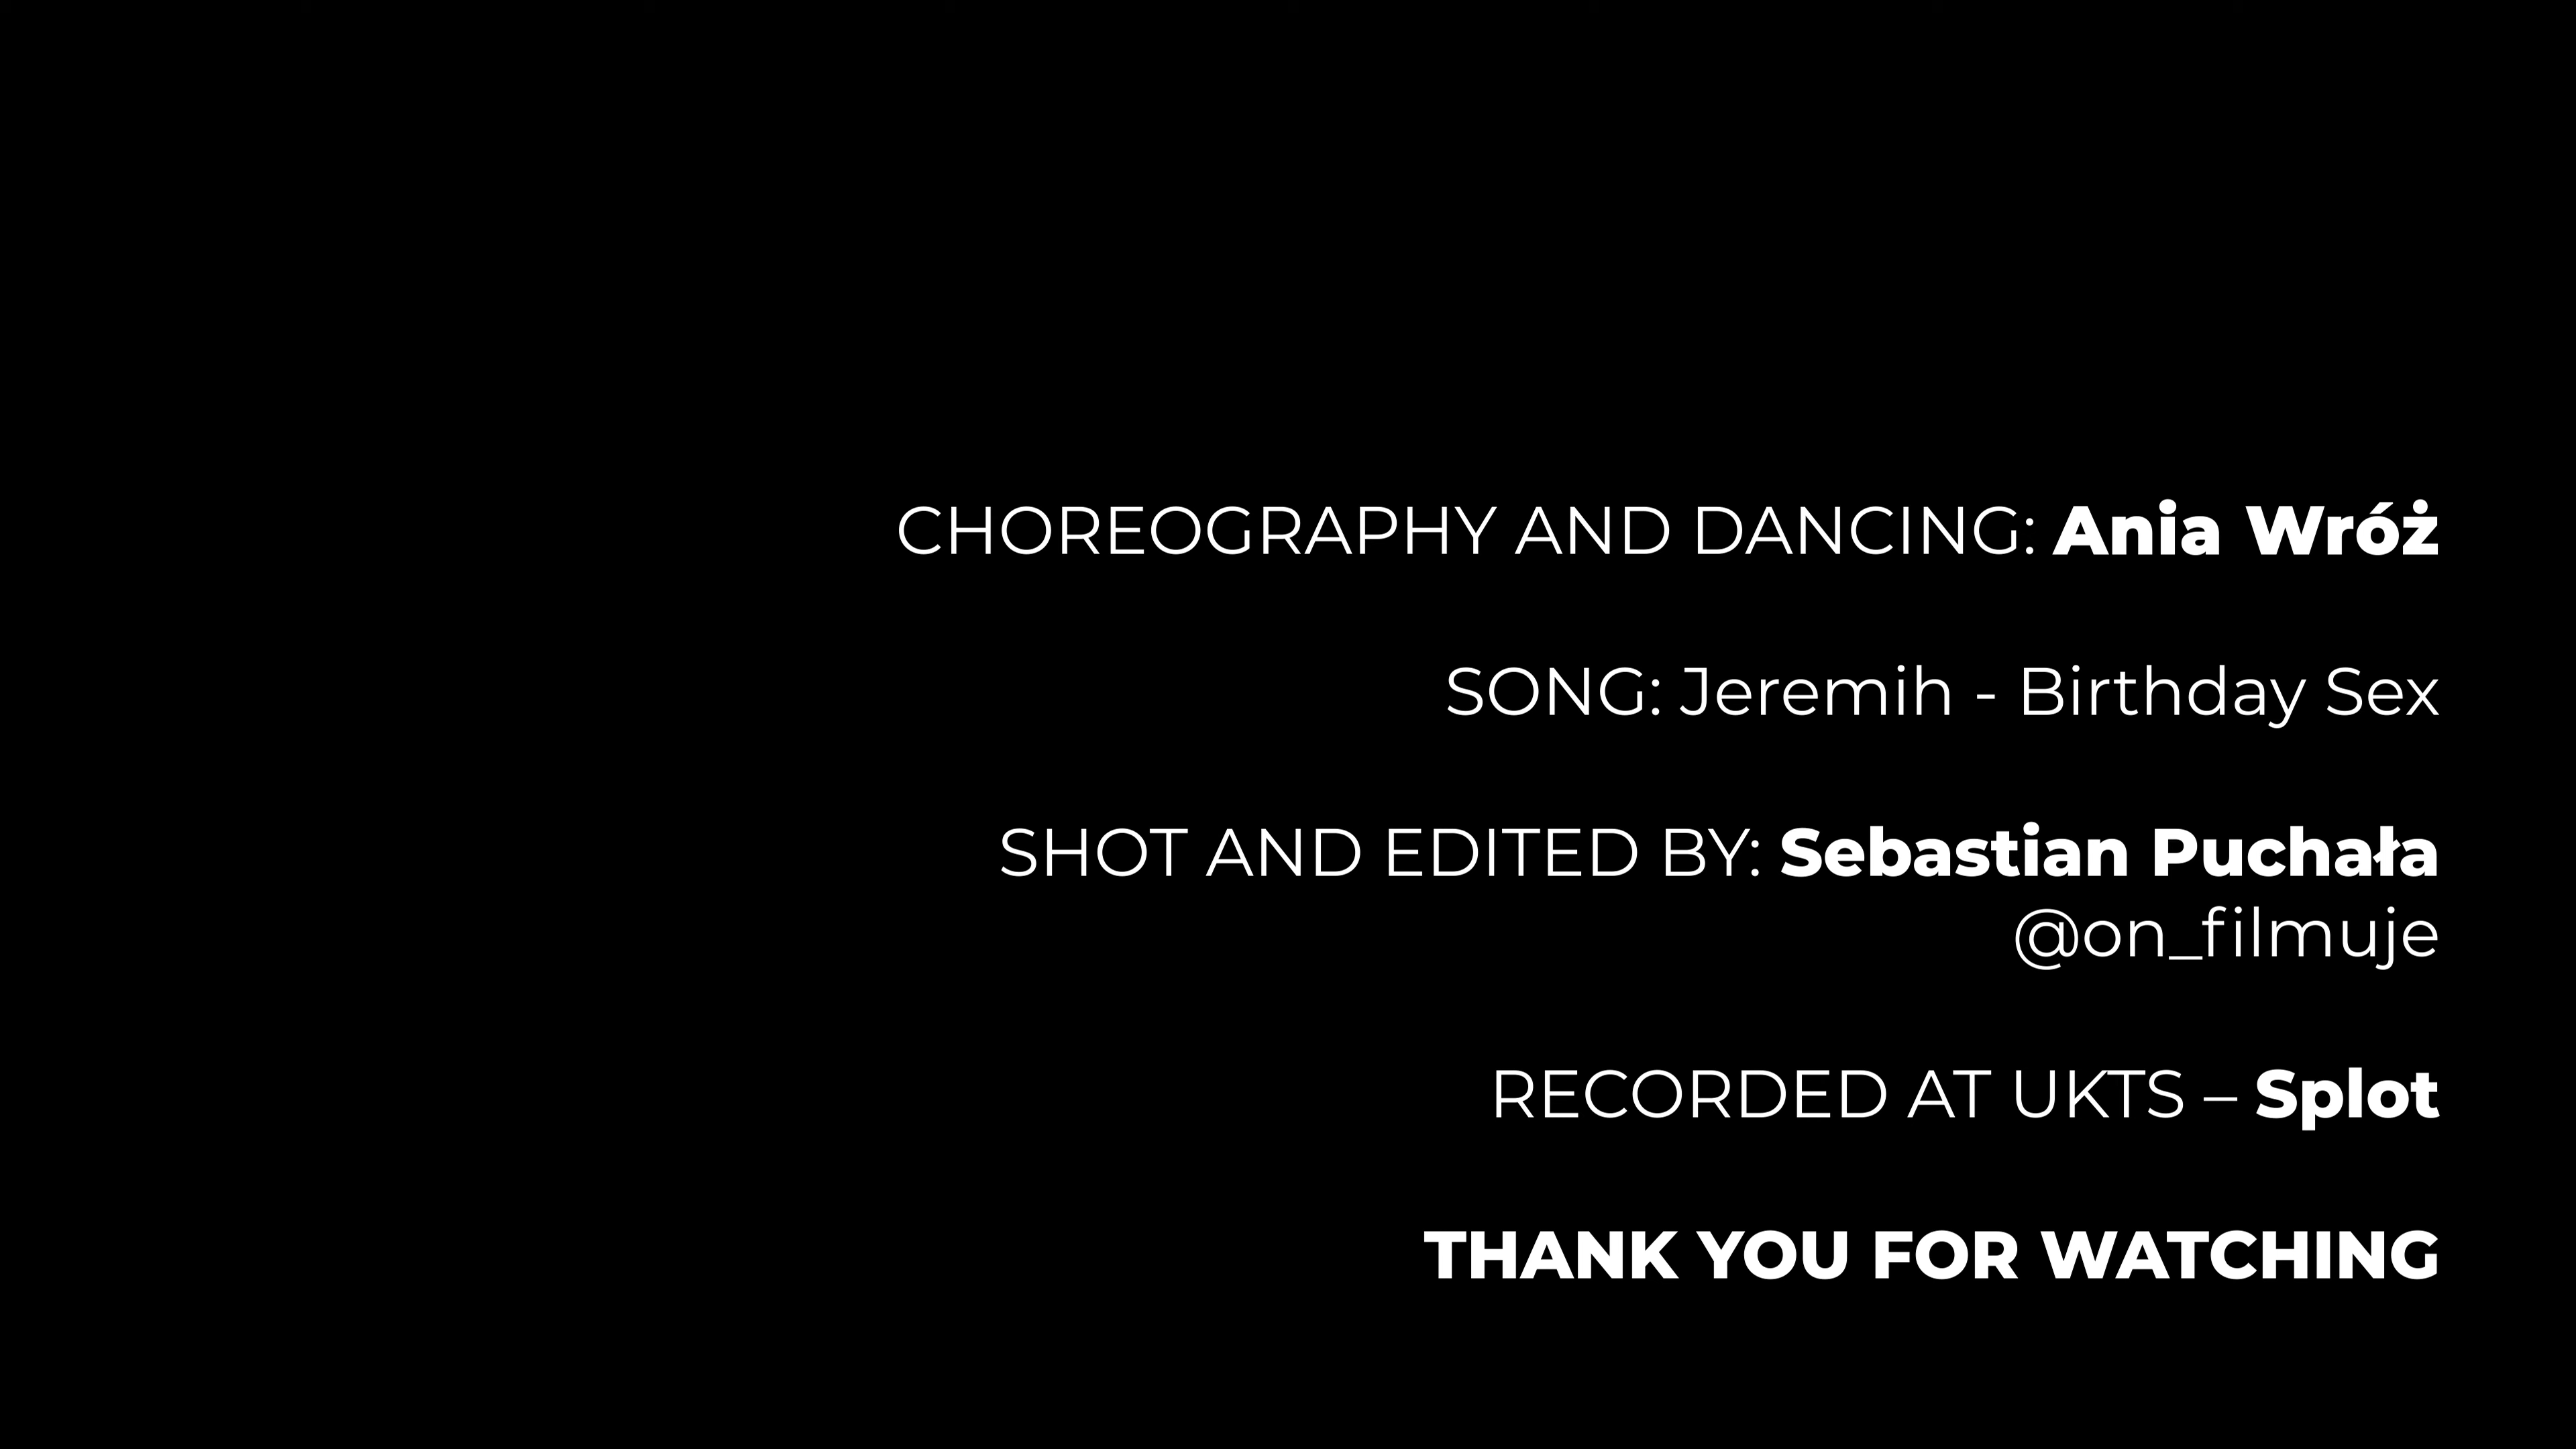 CHOREOGRAPHY AND DANCING: Ania Wróż
SONG: Jeremih - Birthday Sex
SHOT AND EDITED BY: Sebastian Puchała
@on_filmuje
RECORDED AT UKTS – Splot
THANK YOU FOR WATCHING